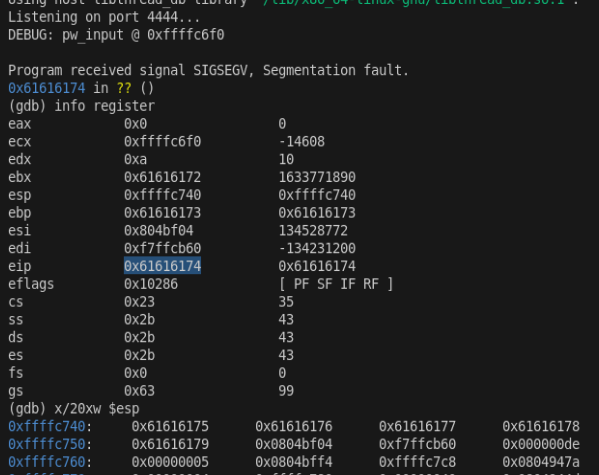 Using host libthread_db library "/lib/x86_64-linux-gnu/libthread_db.so.1".
Listening on port 4444...
DEBUG: pw_input @ 0xffffc6f0
Program received signal SIGSEGV, Segmentation fault.
0x61616174 in ?? ()
(gdb) info register
eax 0x0 0
ecx 0xffffc6f0 -14608
edx 0xa 10
ebx 0x61616172 1633771890
esp 0xffffc740 0xffffc740
ebp 0x61616173 0x61616173
esi 0x804bf04 134528772
edi 0xf7ffcb60 -134231200
eip 0x61616174 0x61616174
eflags 0x10286 [ PF SF IF RF ]
cs 0x23 35
ss 0x2b 43
ds 0x2b 43
es 0x2b 43
fs 0x0 0
gs 0x63 99
(gdb) x/20xw $esp
0xffffc740: 0x61616175 0x61616176 0x61616177 0x61616178
0xffffc750: 0x61616179 0x0804bf04 0xf7ffcb60 0x000000de
0xffffc760: 0x00000005 0x0804bff4 0xffffc7c8 0x0804947a